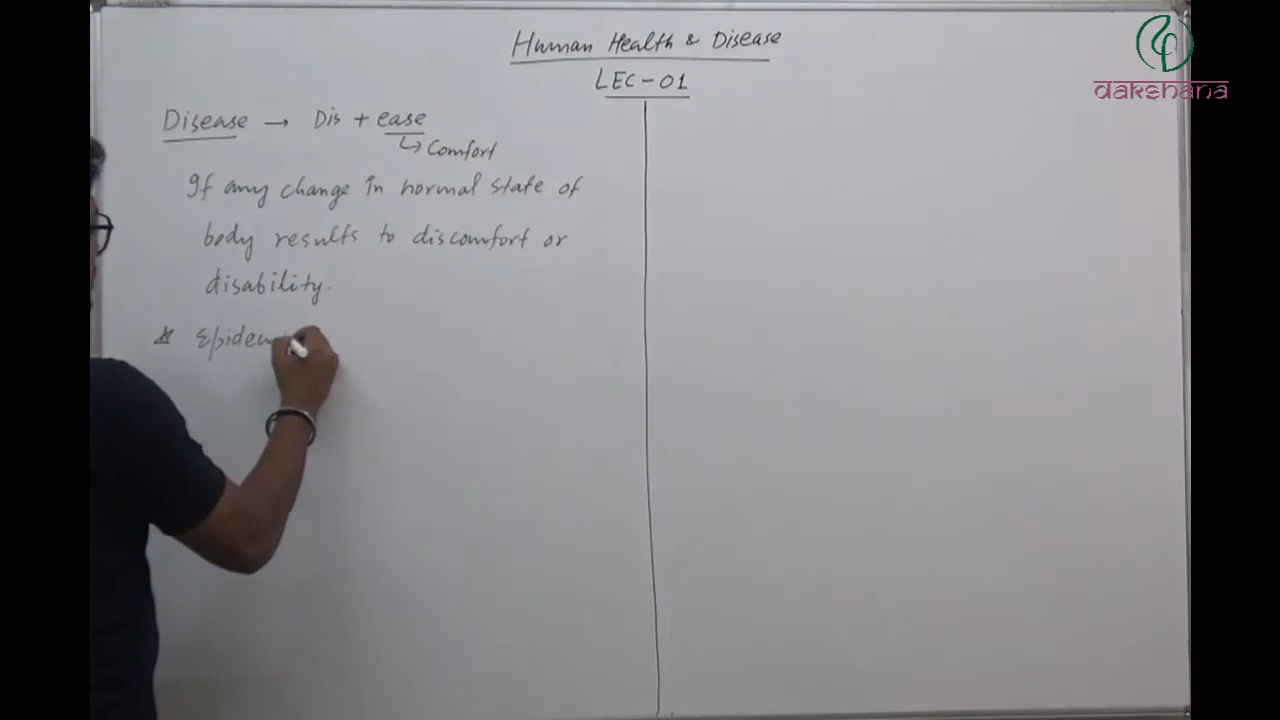 Human Health & Disease
LEC-01
dakshana
Disease → Dis + ease
↳ Comfort
If any change in normal state of
body results to discomfort or
disability.